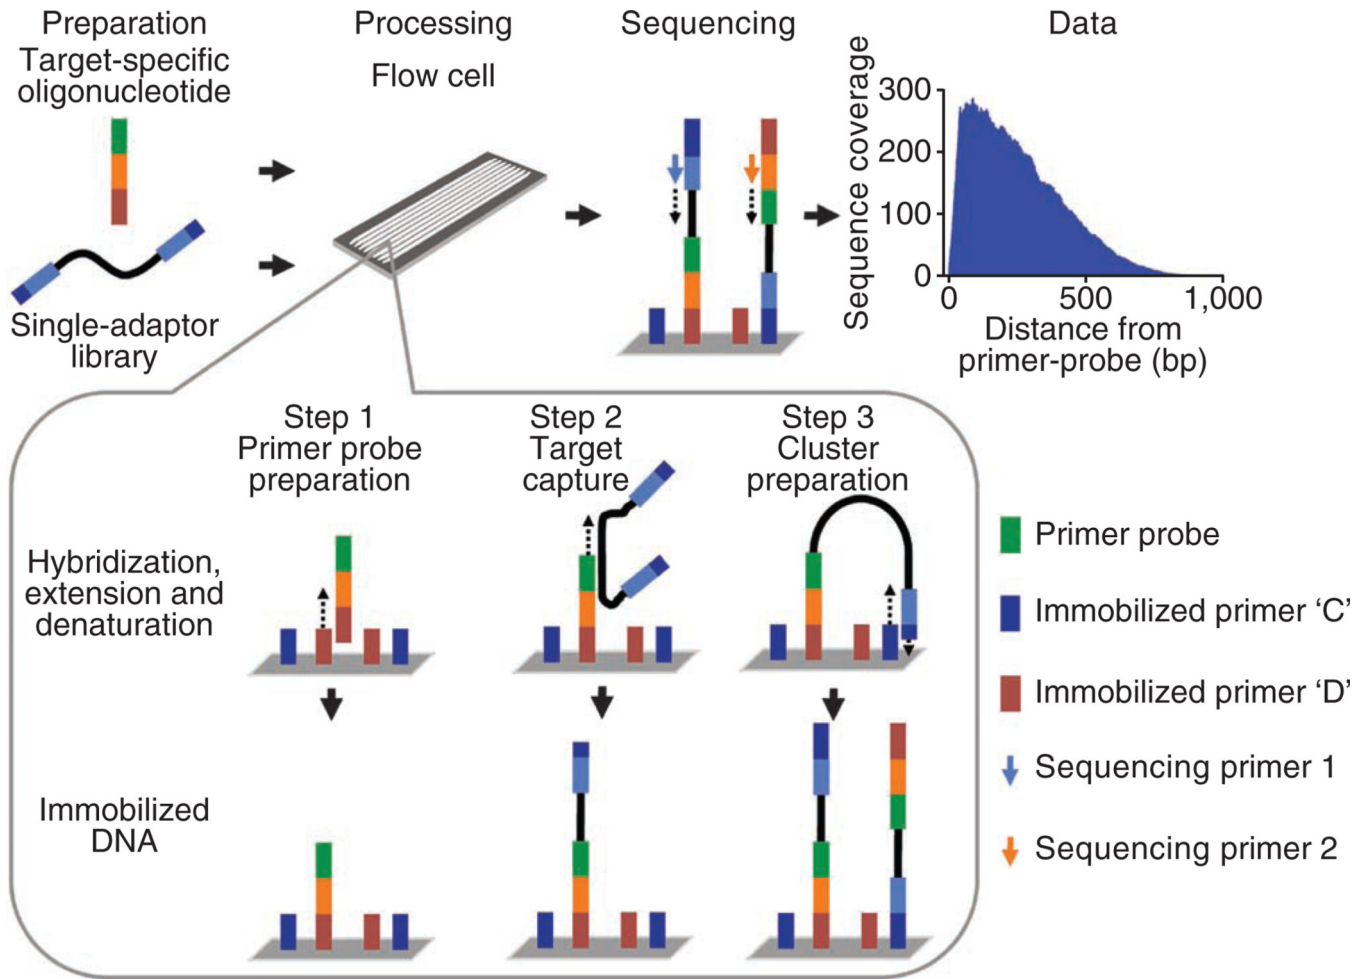 Preparation
Target-specific
oligonucleotide
Single-adaptor
library
Processing
Flow cell
Sequencing
Data
Sequence coverage
300
200
100
0
0
500
1,000
Distance from
primer-probe (bp)
Step 1
Primer probe
preparation
Step 2
Target
capture
Step 3
Cluster
preparation
Hybridization,
extension and
denaturation
Immobilized
DNA
Primer probe
Immobilized primer ‘C’
Immobilized primer ‘D’
Sequencing primer 1
Sequencing primer 2